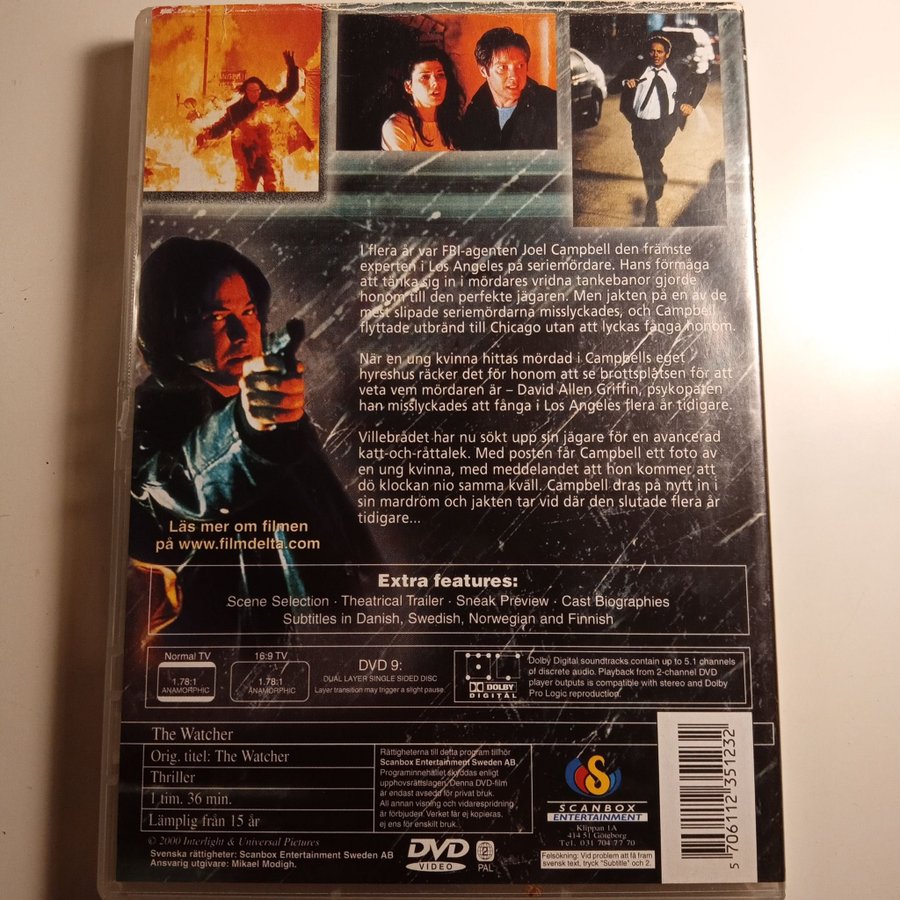 I flera år var FBI-agenten Joel Campbell den främste
experten i Los Angeles på seriemördare. Hans förmåga
att tänka sig in i mördares vridna tankebanor gjorde
honom till den perfekte jägaren. Men jakten på en av de
mest slipade seriemördarna misslyckades, och Campbell
flyttade utbränd till Chicago utan att lyckas fånga honom.
När en ung kvinna hittas mördad i Campbells eget
hyreshus räcker det för honom att se brottsplatsen för att
veta vem mördaren är – David Allen Griffin, psykopaten
han misslyckades att fånga i Los Angeles flera år tidigare.
Villebrådet har nu sökt upp sin jägare för en avancerad
katt-och-råttalek. Med posten får Campbell ett foto av
en ung kvinna, med meddelandet att hon kommer att
dö klockan nio samma kväll. Campbell dras på nytt in i
sin mardröm och jakten tar vid där den slutade flera år
tidigare...
Läs mer om filmen
på www.filmdelta.com
Extra features:
Scene Selection · Theatrical Trailer · Sneak Preview · Cast Biographies
Subtitles in Danish, Swedish, Norwegian and Finnish
Normal TV
1.78:1
ANAMORPHIC
16:9 TV
1.78:1
ANAMORPHIC
DVD 9:
DUAL LAYER SINGLE SIDED DISC
Layer transition may trigger a slight pause.
DOLBY
DIGITAL
Dolby Digital soundtracks contain up to 5.1 channels
of discrete audio. Playback from 2-channel DVD
player outputs is compatible with stereo and Dolby
Pro Logic reproduction.
The Watcher
Orig. titel: The Watcher
Thriller
1 tim. 36 min.
Lämplig från 15 år
© 2000 Interlight & Universal Pictures
Svenska rättigheter: Scanbox Entertainment Sweden AB
Ansvarig utgivare: Mikael Modigh.
Rättigheterna till detta program tillhör
Scanbox Entertainment Sweden AB.
Programinnehållet skyddas enligt
upphovsrättslagen. Denna DVD-film
är endast avsedd för privat bruk.
All annan visning och vidarespridning
är förbjuden. Verket får ej kopieras,
ej ens för enskilt bruk.
DVD
VIDEO
2
PAL
S
SCANBOX
ENTERTAINMENT
Klippan 1A
414 51 Göteborg
Tel. 031 704 77 70
Felsökning: Vid problem att få fram
svensk text, tryck "Subtitle" och 2.
5 706112 351232